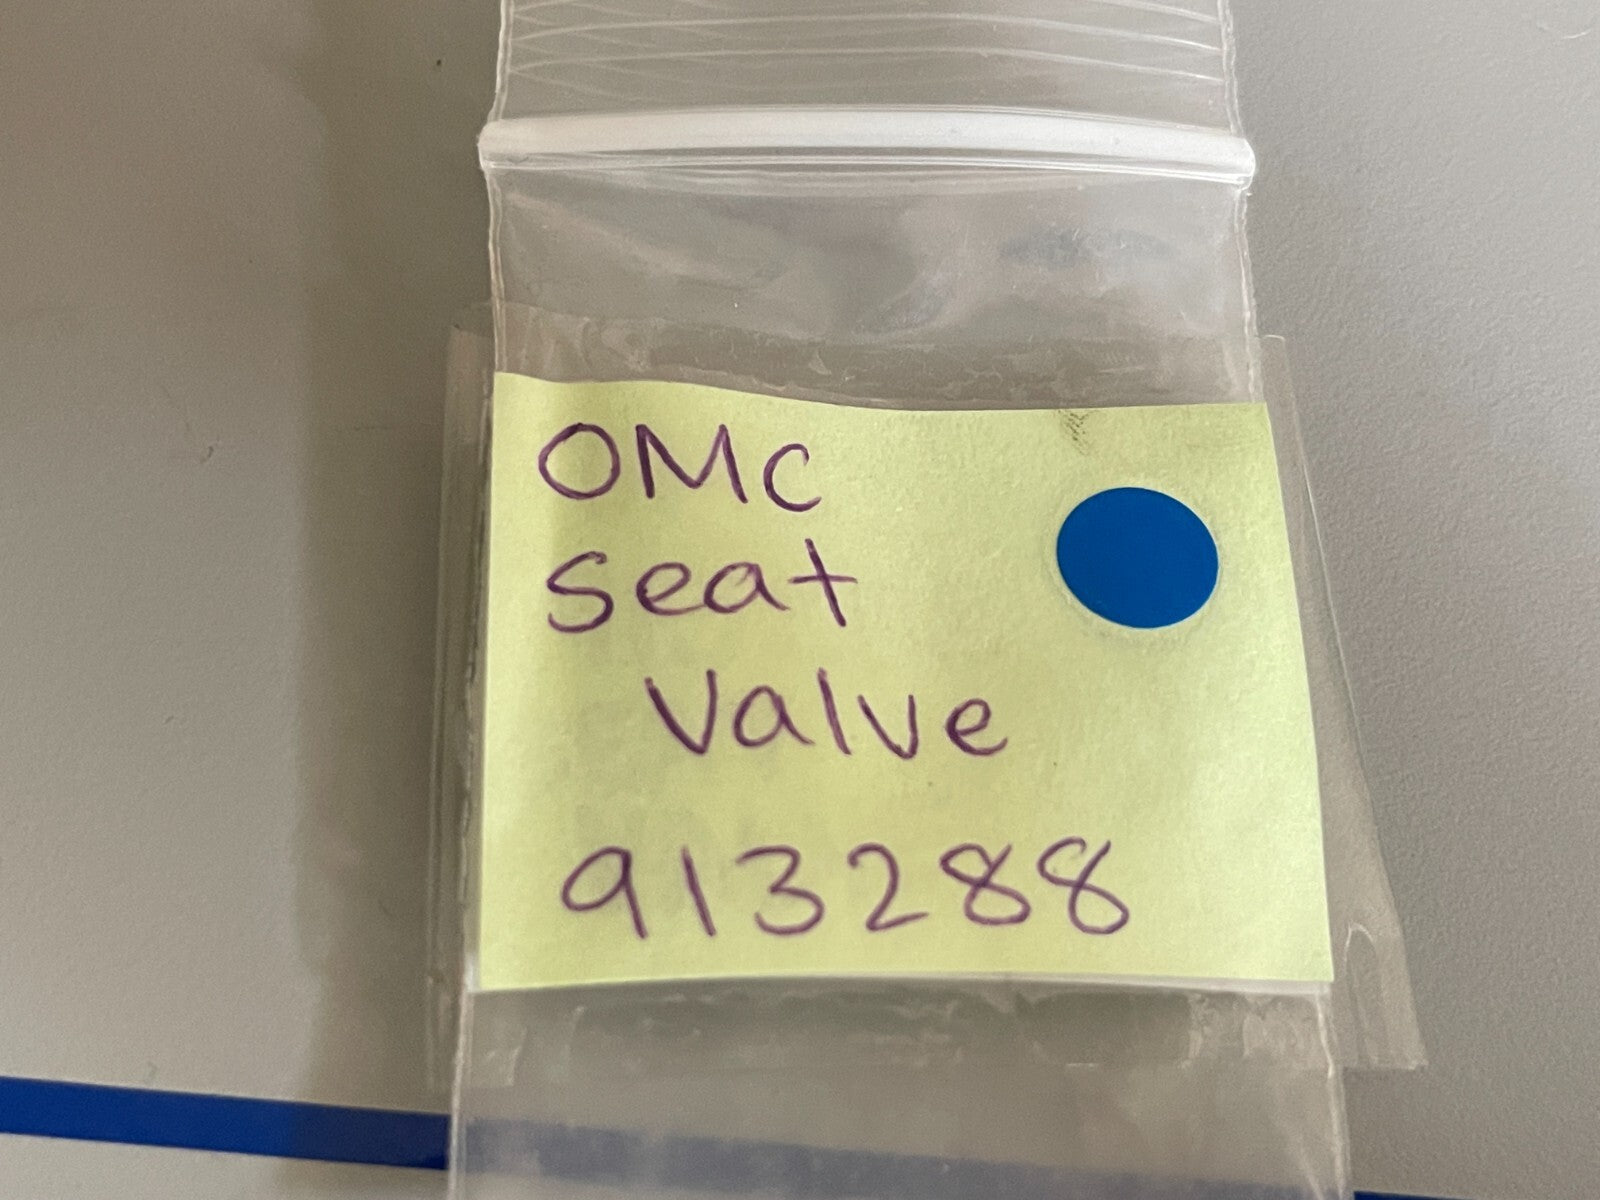 OMC
Seat
Valve
913288